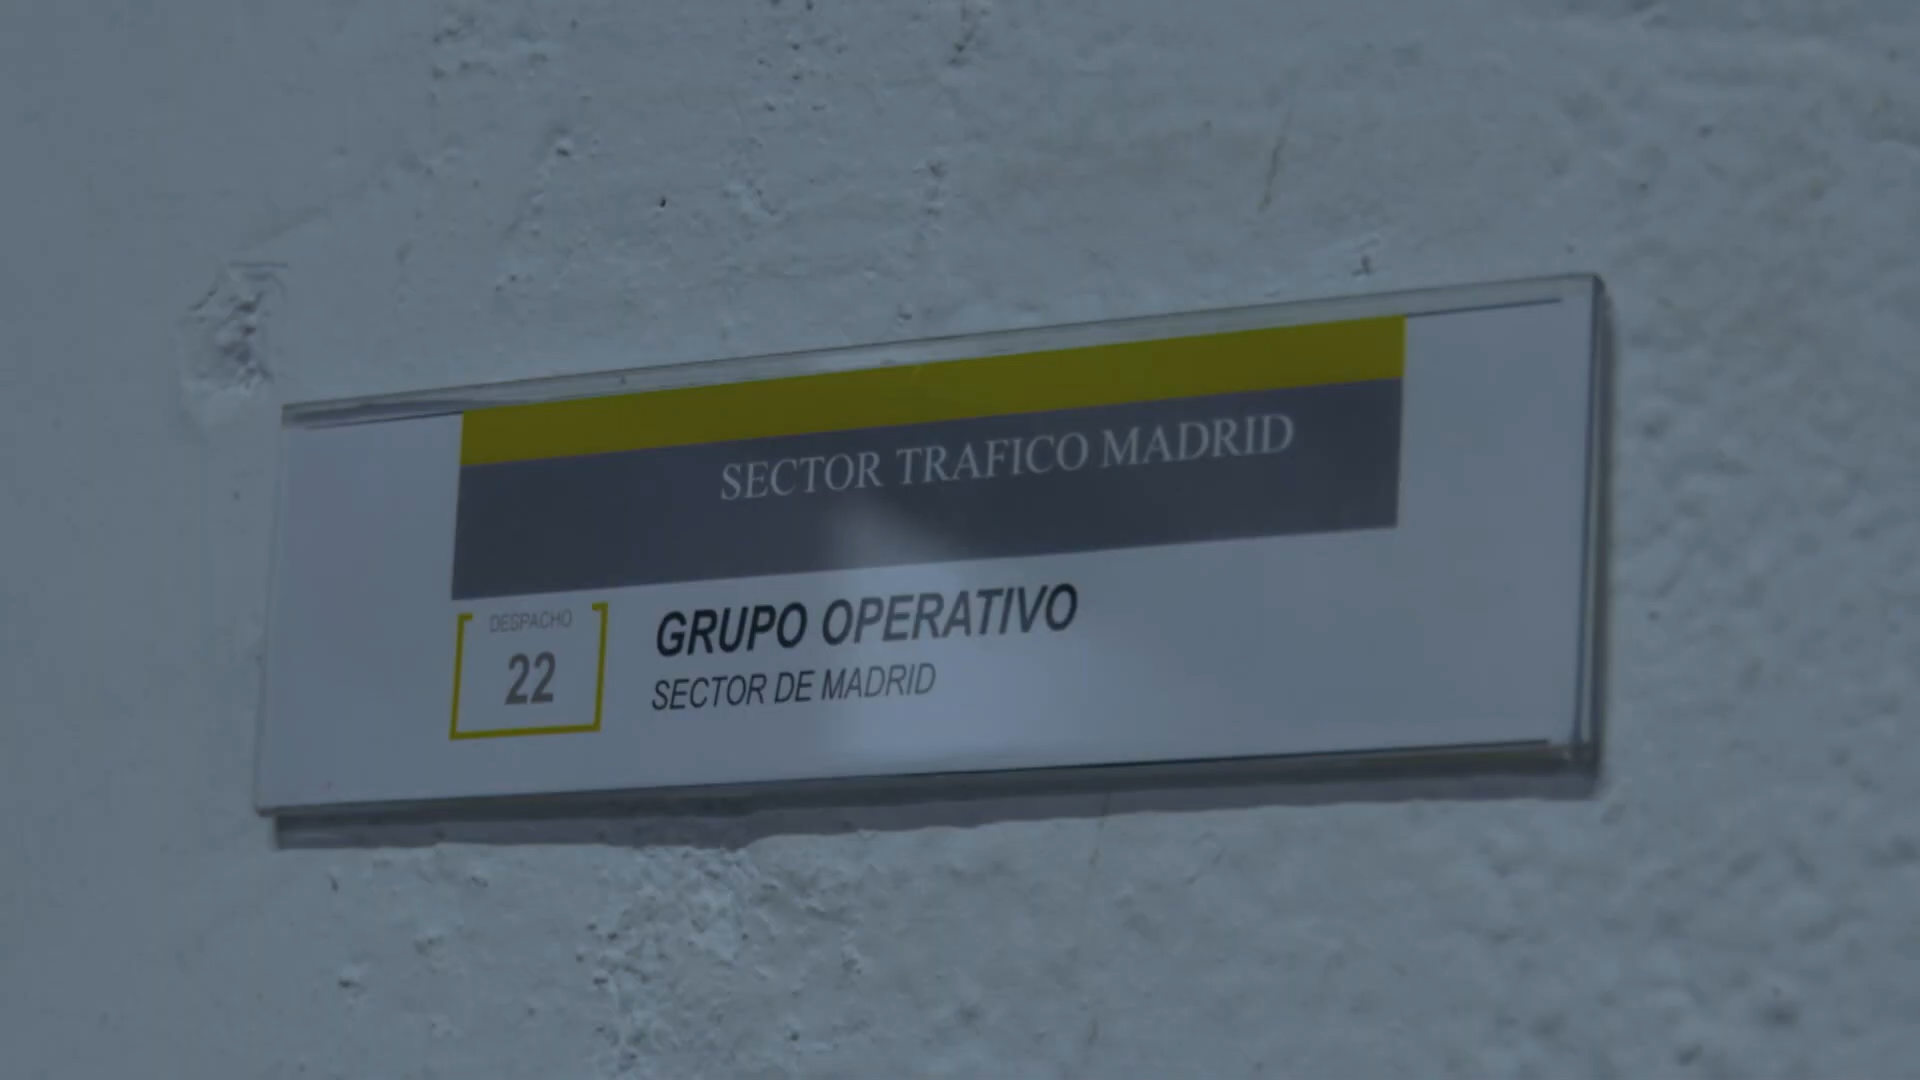 SECTOR TRAFICO MADRID
DESPACHO
22
GRUPO OPERATIVO
SECTOR DE MADRID